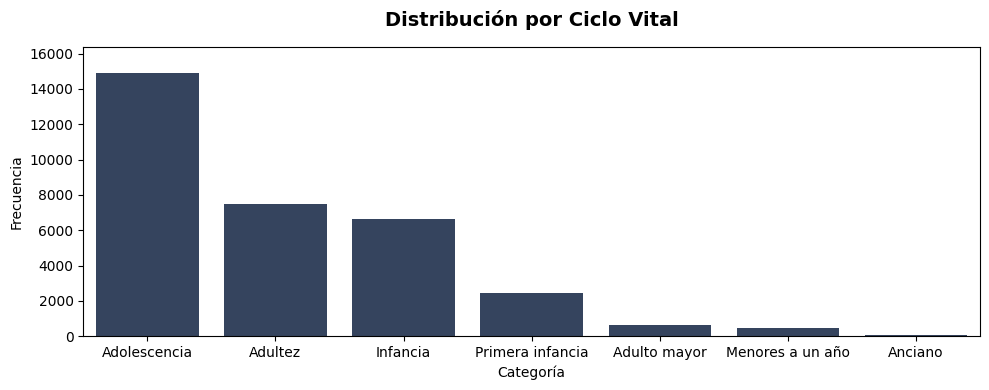 Distribución por Ciclo Vital
16000
14000
12000
10000
8000
6000
4000
2000
0
Frecuencia
Adolescencia Adultez Infancia Primera infancia Adulto mayor Menores a un año Anciano
Categoría